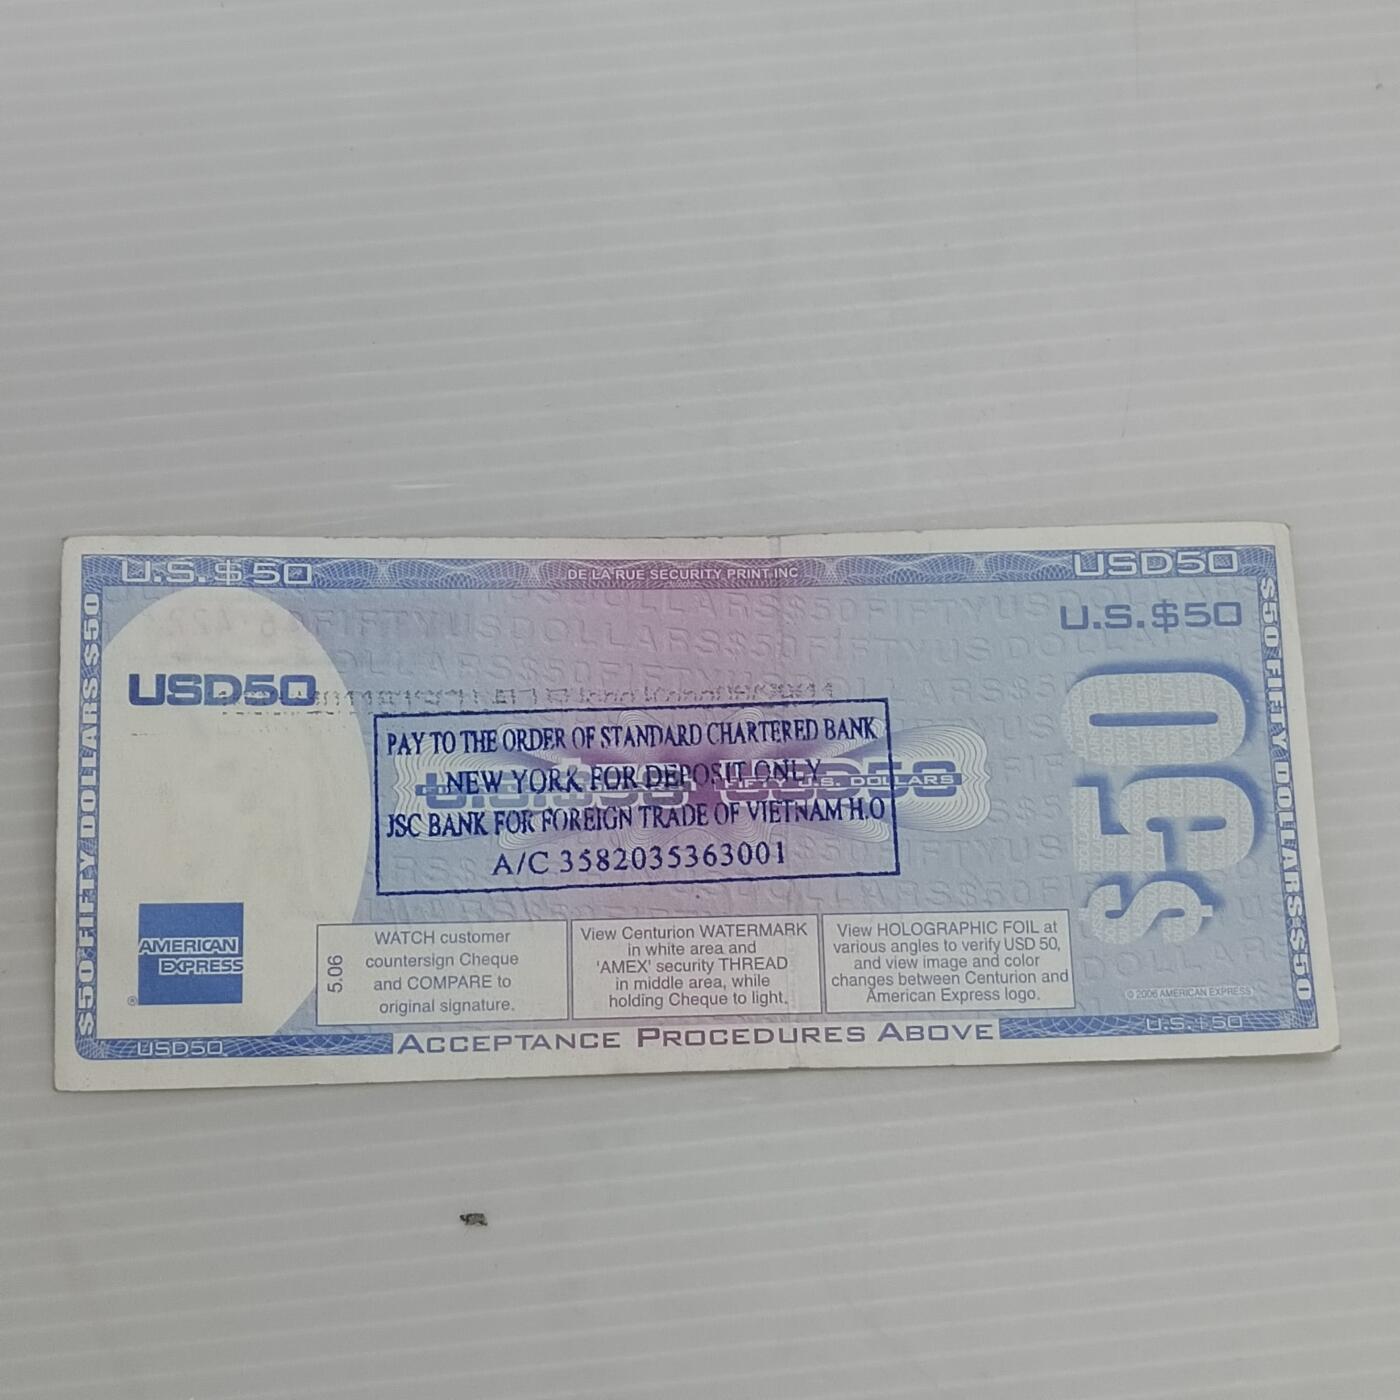 U.S.$50
DE LA RUE SECURITY PRINT INC
USD50
U.S.$50
USD50
$50 FIFTY DOLLARS $50
$50 FIFTY DOLLARS $50
$50
PAY TO THE ORDER OF STANDARD CHARTERED BANK
NEW YORK FOR DEPOSIT ONLY
JSC BANK FOR FOREIGN TRADE OF VIETNAM H.O
A/C 3582035363001
FIFTY U.S. DOLLARS
AMERICAN
EXPRESS
®
5.06
WATCH customer
countersign Cheque
and COMPARE to
original signature.
View Centurion WATERMARK
in white area and
'AMEX' security THREAD
in middle area, while
holding Cheque to light.
View HOLOGRAPHIC FOIL at
various angles to verify USD 50,
and view image and color
changes between Centurion and
American Express logo.
© 2006 AMERICAN EXPRESS
USD50
ACCEPTANCE PROCEDURES ABOVE
U.S.$50